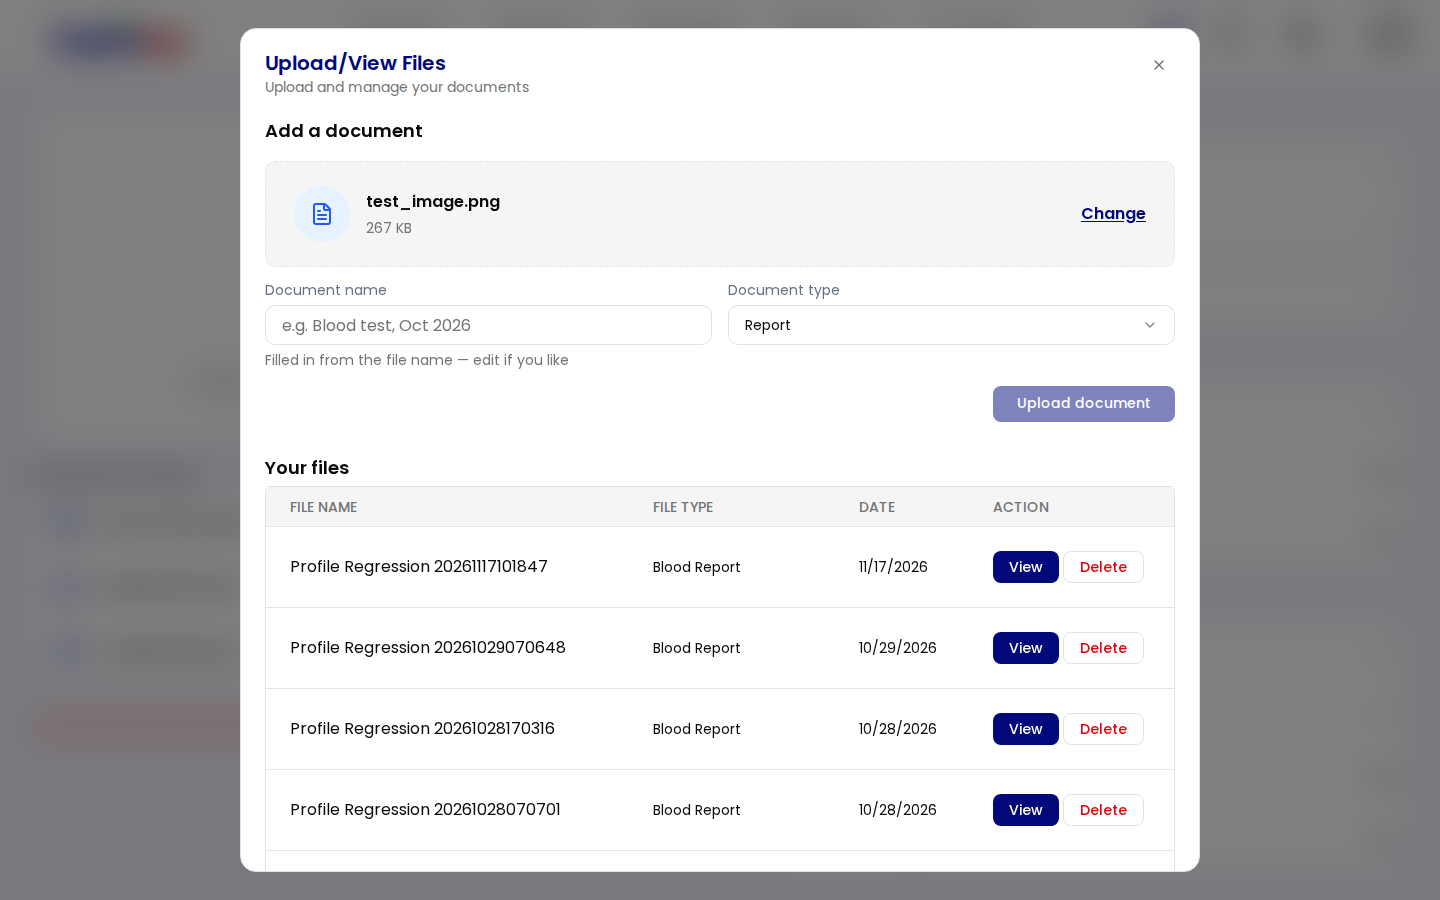 Upload/View Files
Upload and manage your documents
Add a document
test_image.png
267 KB
Change
Document name
Document type
e.g. Blood test, Oct 2026
Report
Filled in from the file name — edit if you like
Upload document
Your files
FILE NAME FILE TYPE DATE ACTION
Profile Regression 20261117101847 Blood Report 11/17/2026 View Delete
Profile Regression 20261029070648 Blood Report 10/29/2026 View Delete
Profile Regression 20261028170316 Blood Report 10/28/2026 View Delete
Profile Regression 20261028070701 Blood Report 10/28/2026 View Delete